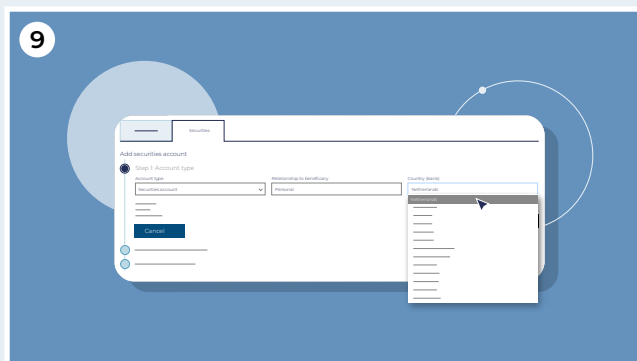 9
Securities
Add securities account
Step 1: Account type
Account type
Relationship to beneficiary
Country (bank)
Securities account
Personal
Netherlands
Netherlands
Cancel